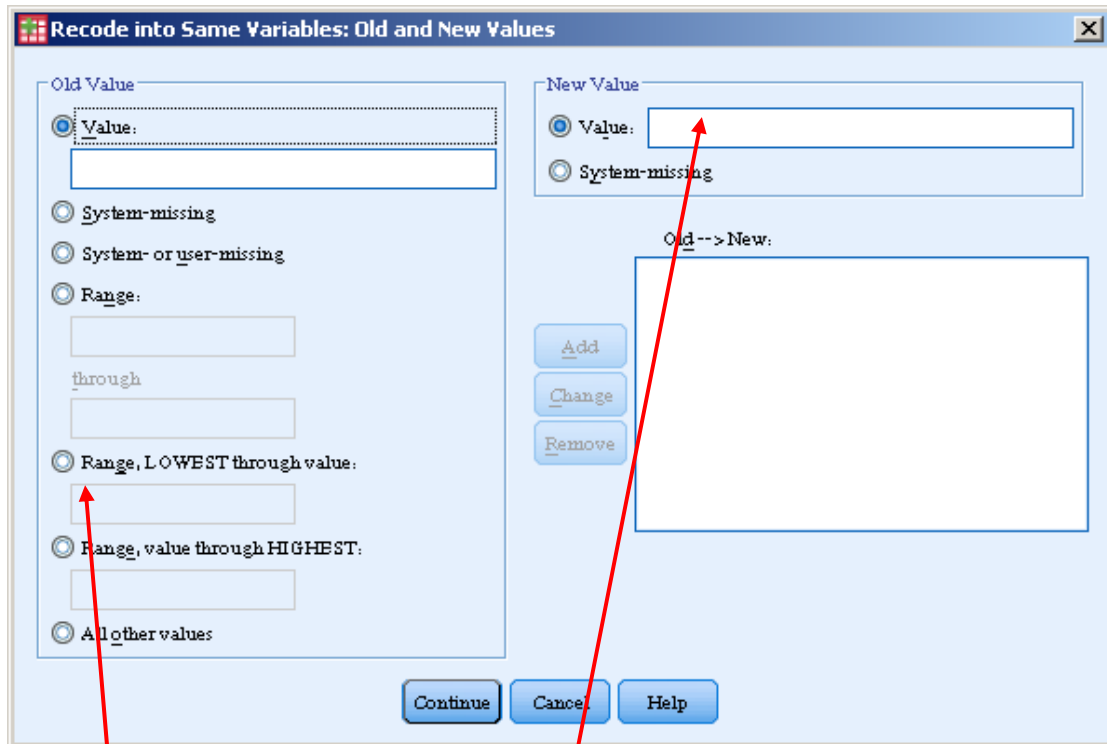 Recode into Same Variables: Old and New Values
Old Value
Value:
System-missing
System- or user-missing
Range:
through
Range, LOWEST through value:
Range, value through HIGHEST:
All other values
New Value
Value:
System-missing
Old --> New:
Add
Change
Remove
Continue
Cancel
Help